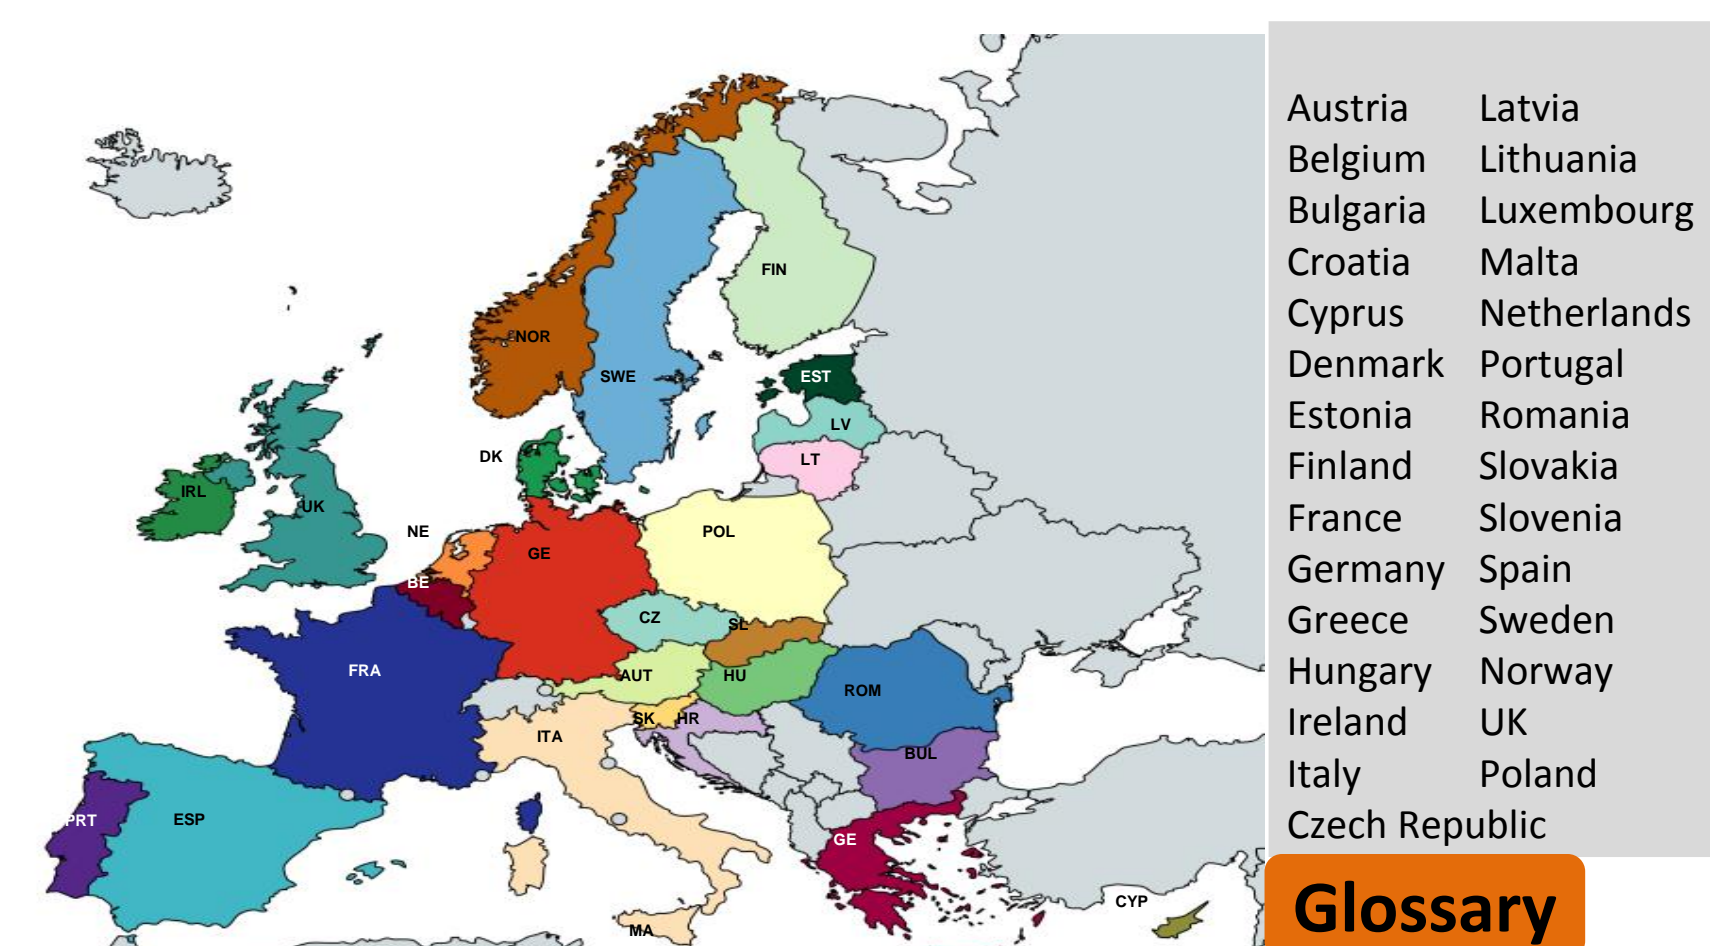 FIN
NOR
SWE
EST
LV
DK
LT
IRL
UK
NE
POL
GE
BE
CZ
SL
FRA
AUT
HU
ROM
SK
HR
ITA
BUL
PRT
ESP
GE
CYP
MA
Austria Latvia
Belgium Lithuania
Bulgaria Luxembourg
Croatia Malta
Cyprus Netherlands
Denmark Portugal
Estonia Romania
Finland Slovakia
France Slovenia
Germany Spain
Greece Sweden
Hungary Norway
Ireland UK
Italy Poland
Czech Republic
Glossary